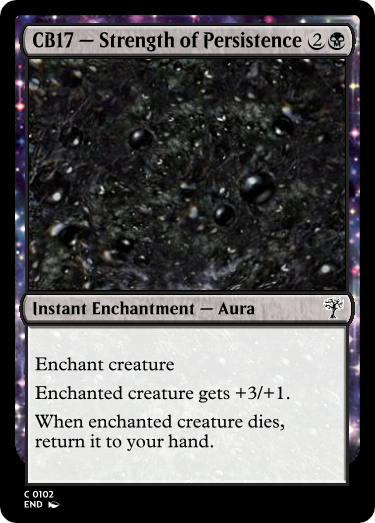 CB17 — Strength of Persistence 2
Instant Enchantment — Aura
Enchant creature
Enchanted creature gets +3/+1.
When enchanted creature dies,
return it to your hand.
C 0102
END